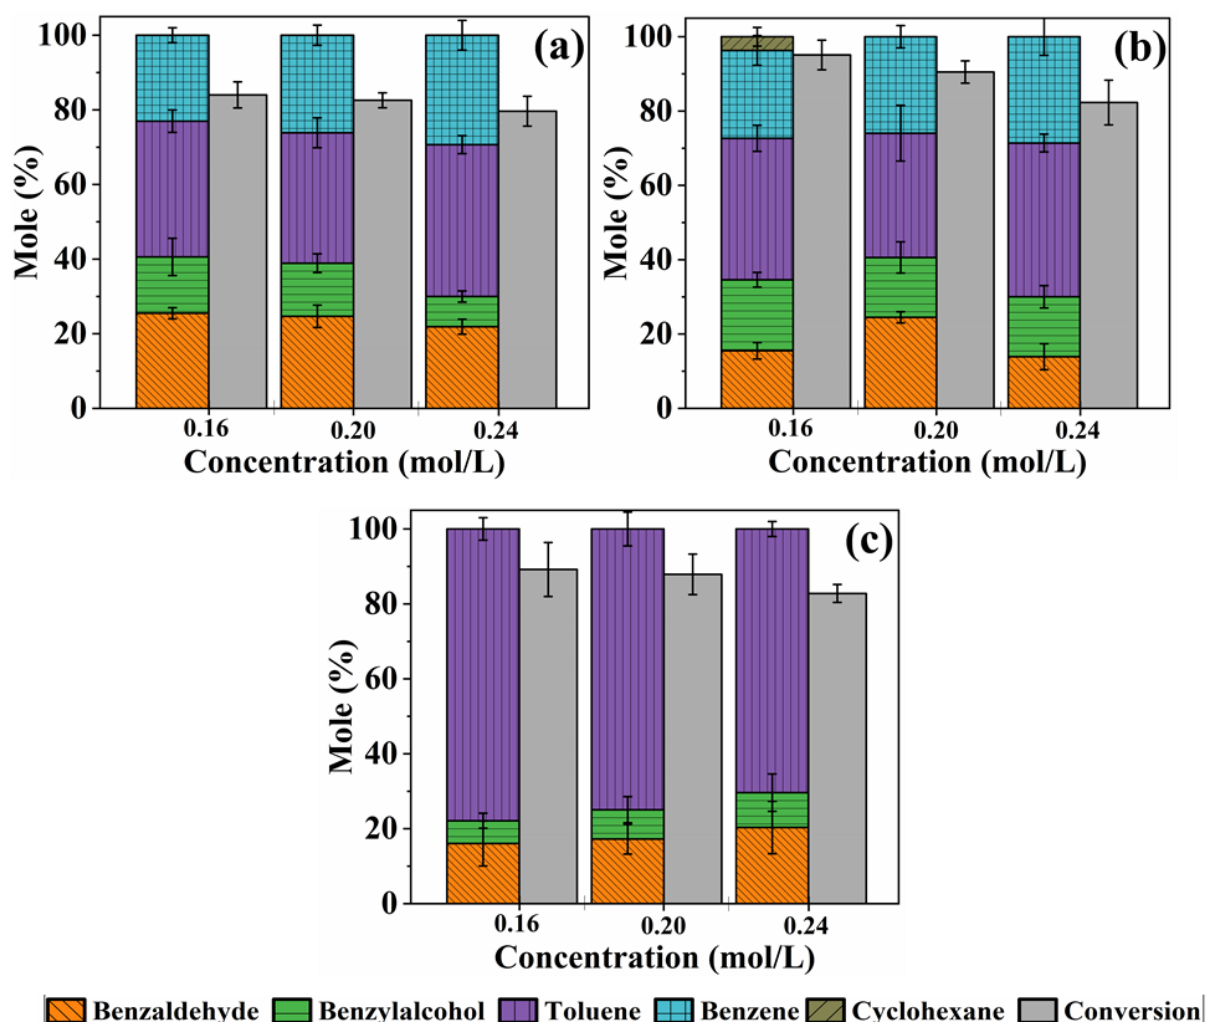 (a)
100
80
60
40
20
0
Mole (%)
0.16 0.20 0.24
Concentration (mol/L)
(b)
100
80
60
40
20
0
Mole (%)
0.16 0.20 0.24
Concentration (mol/L)
(c)
100
80
60
40
20
0
Mole (%)
0.16 0.20 0.24
Concentration (mol/L)
Benzaldehyde Benzylalcohol Toluene Benzene Cyclohexane Conversion